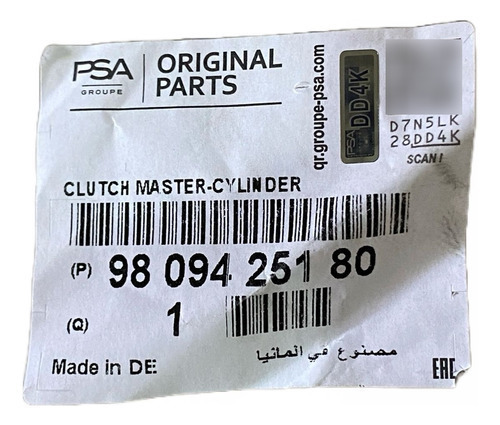 PSA
GROUPE
ORIGINAL
PARTS
qr.groupe-psa.com
PSA DD4K
D7N5LK
28DD4K
SCAN!
CLUTCH MASTER-CYLINDER
(P) 98 094 251 80
(Q) 1
Made in DE
مصنوع في المانيا
EAC